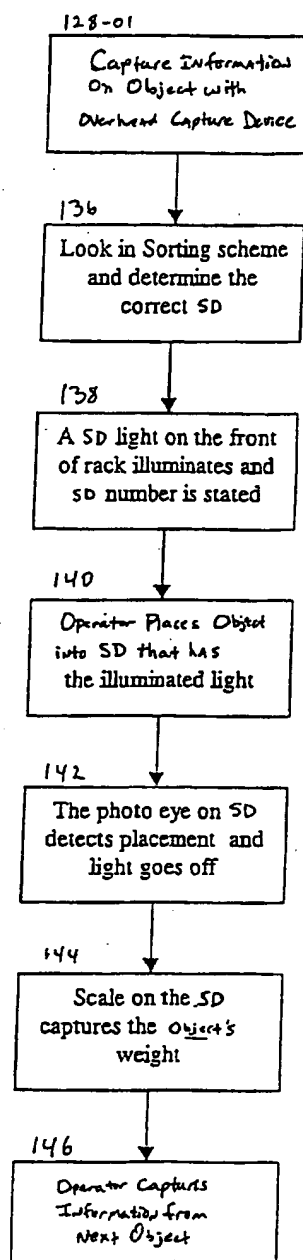 128-01
Capture Information
On Object with
Overhead Capture Device
136
Look in Sorting scheme
and determine the
correct SD
138
A SD light on the front
of rack illuminates and
SD number is stated
140
Operator Places Object
into SD that has
the illuminated light
142
The photo eye on SD
detects placement and
light goes off
144
Scale on the SD
captures the Object's
weight
146
Operator Capturs
Information from
Next Object